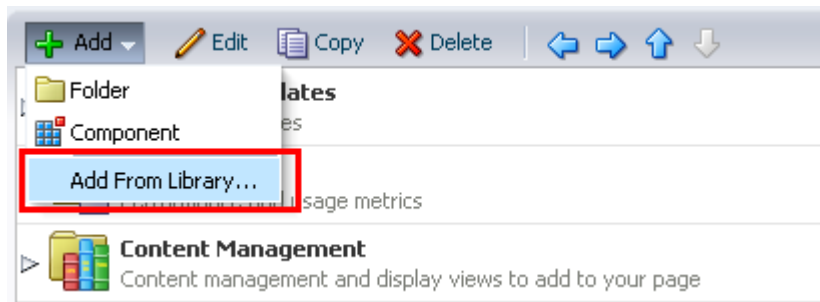 Add Edit Copy Delete
Folder
lates
es
Component
Add From Library...
sage metrics
Content Management
Content management and display views to add to your page